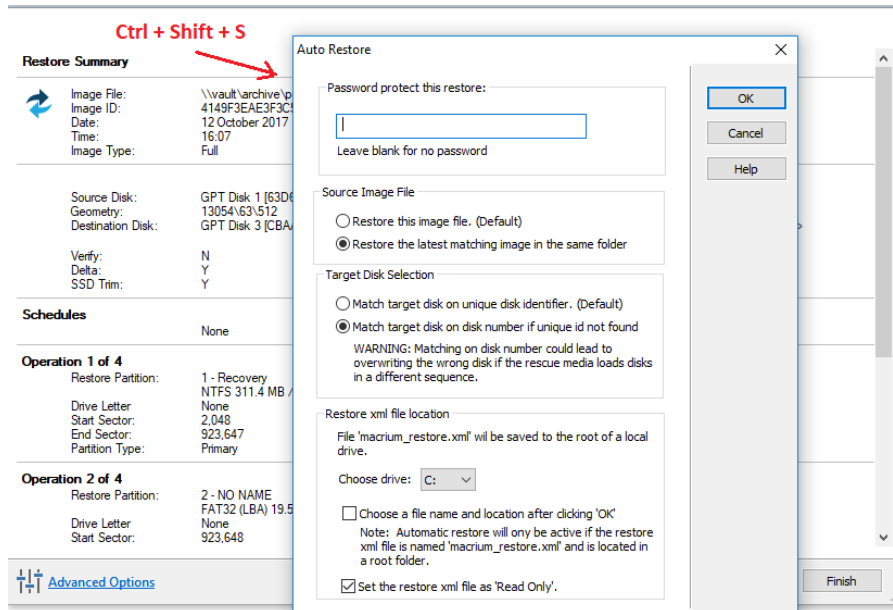 Ctrl + Shift + S
Restore Summary
Image File: \\vault\archive\p
Image ID: 4149F3EAE3F3C
Date: 12 October 2017
Time: 16:07
Image Type: Full
Source Disk: GPT Disk 1 [63D6
Geometry: 13054\63\512
Destination Disk: GPT Disk 3 [CBA
Verify: N
Delta: Y
SSD Trim: Y
Schedules
None
Operation 1 of 4
Restore Partition: 1 - Recovery
NTFS 311.4 MB /
Drive Letter None
Start Sector: 2,048
End Sector: 923,647
Partition Type: Primary
Operation 2 of 4
Restore Partition: 2 - NO NAME
FAT32 (LBA) 19.5
Drive Letter None
Start Sector: 923,648
Advanced Options
Finish
Auto Restore
Password protect this restore:
Leave blank for no password
OK
Cancel
Help
Source Image File
Restore this image file. (Default)
Restore the latest matching image in the same folder
Target Disk Selection
Match target disk on unique disk identifier. (Default)
Match target disk on disk number if unique id not found
WARNING: Matching on disk number could lead to
overwriting the wrong disk if the rescue media loads disks
in a different sequence.
Restore xml file location
File 'macrium_restore.xml' wil be saved to the root of a local
drive.
Choose drive: C:
Choose a file name and location after clicking 'OK'
Note: Automatic restore will ony be active if the restore
xml file is named 'macrium_restore.xml' and is located in
a root folder.
Set the restore xml file as 'Read Only'.